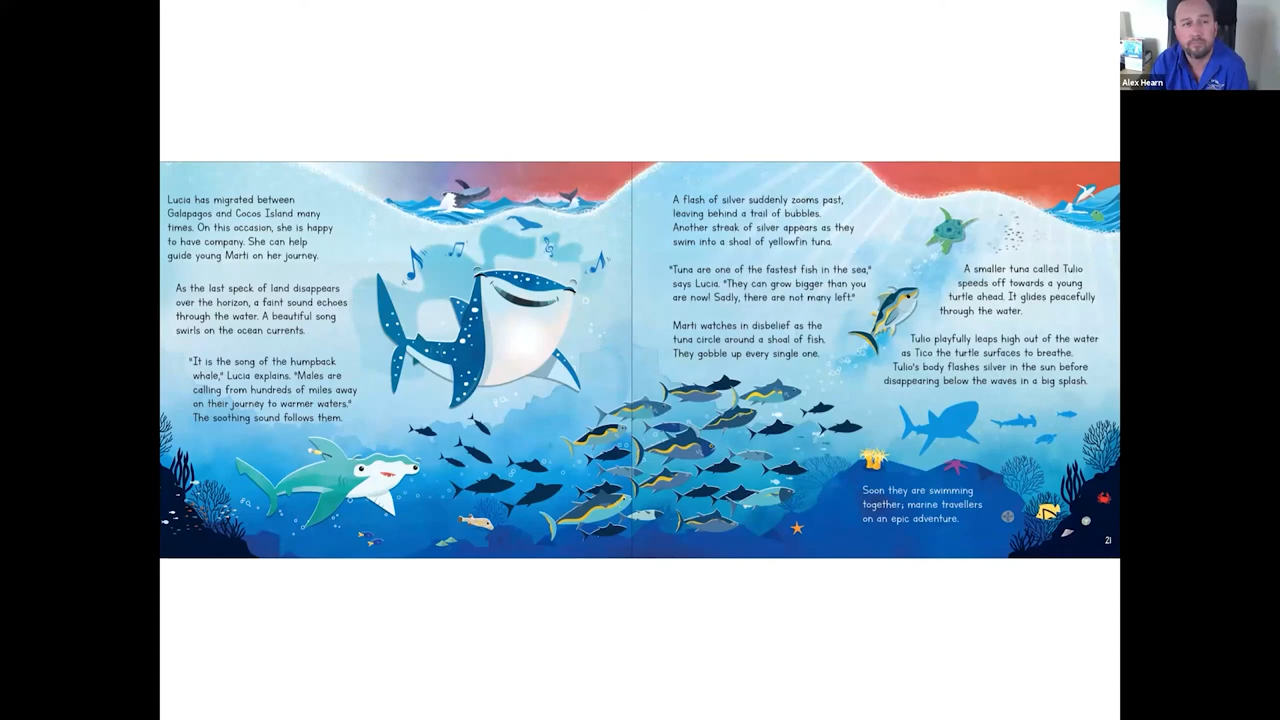 Alex Hearn
Lucia has migrated between
Galapagos and Cocos Island many
times. On this occasion, she is happy
to have company. She can help
guide young Marti on her journey.
As the last speck of land disappears
over the horizon, a faint sound echoes
through the water. A beautiful song
swirls on the ocean currents.
"It is the song of the humpback
whale," Lucia explains. "Males are
calling from hundreds of miles away
on their journey to warmer waters."
The soothing sound follows them.
A flash of silver suddenly zooms past,
leaving behind a trail of bubbles.
Another streak of silver appears as they
swim into a shoal of yellowfin tuna.
"Tuna are one of the fastest fish in the sea,"
says Lucia. "They can grow bigger than you
are now! Sadly, there are not many left."
Marti watches in disbelief as the
tuna circle around a shoal of fish.
They gobble up every single one.
A smaller tuna called Tulio
speeds off towards a young
turtle ahead. It glides peacefully
through the water.
Tulio playfully leaps high out of the water
as Tico the turtle surfaces to breathe.
Tulio's body flashes silver in the sun before
disappearing below the waves in a big splash.
Soon they are swimming
together; marine travellers
on an epic adventure.
21